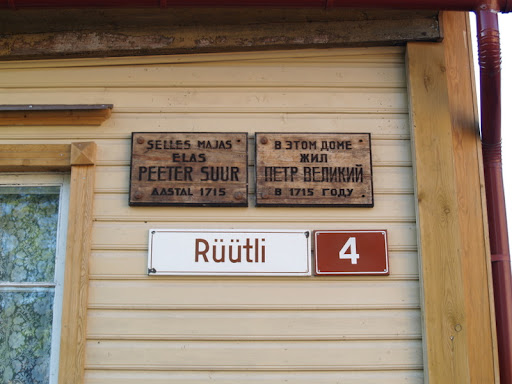 SELLES MAJAS
ELAS
PEETER SUUR
AASTAL 1715
В ЭТОМ ДОМЕ
ЖИЛ
ПЕТР ВЕЛИКИЙ
В 1715 ГОДУ
Rüütli
4